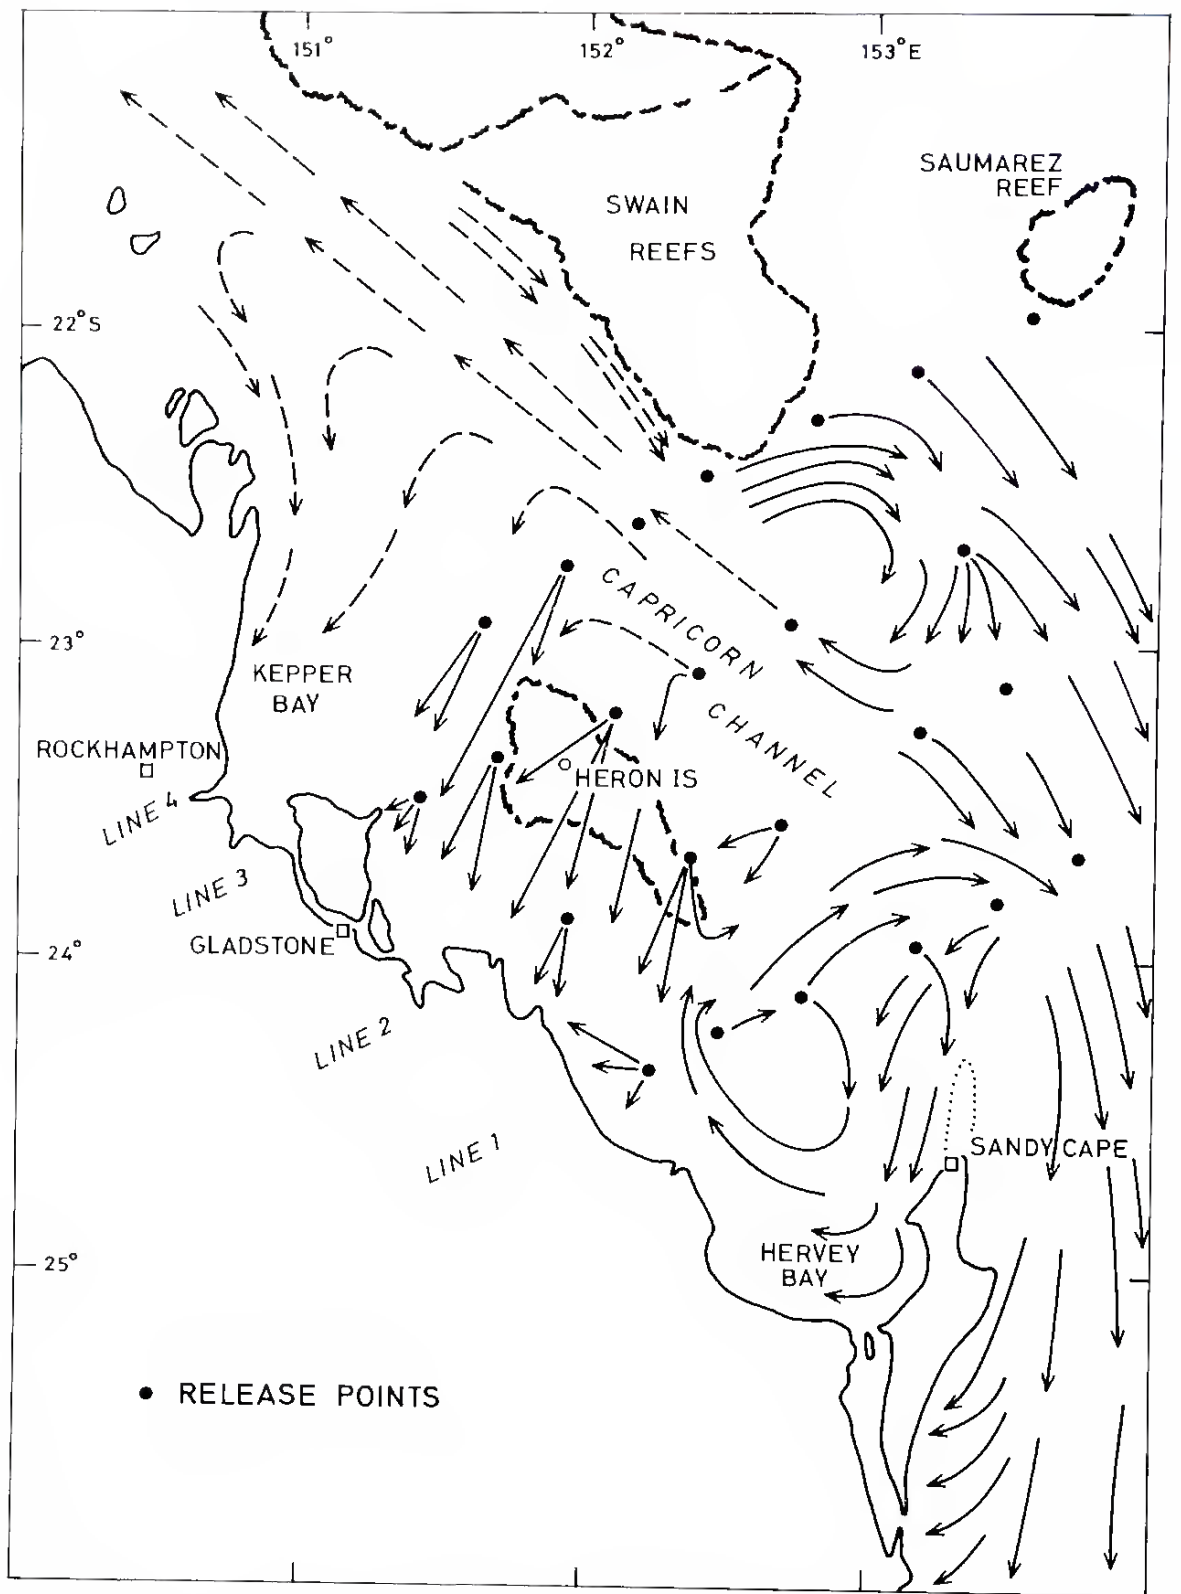 151°
152°
153°E
SAUMAREZ
REEF
SWAIN
REEFS
22°S
CAPRICORN
23°
KEPPER
BAY
CHANNEL
ROCKHAMPTON
HERON IS
LINE 4
LINE 3
GLADSTONE
24°
LINE 2
LINE 1
SANDY CAPE
HERVEY
BAY
25°
RELEASE POINTS